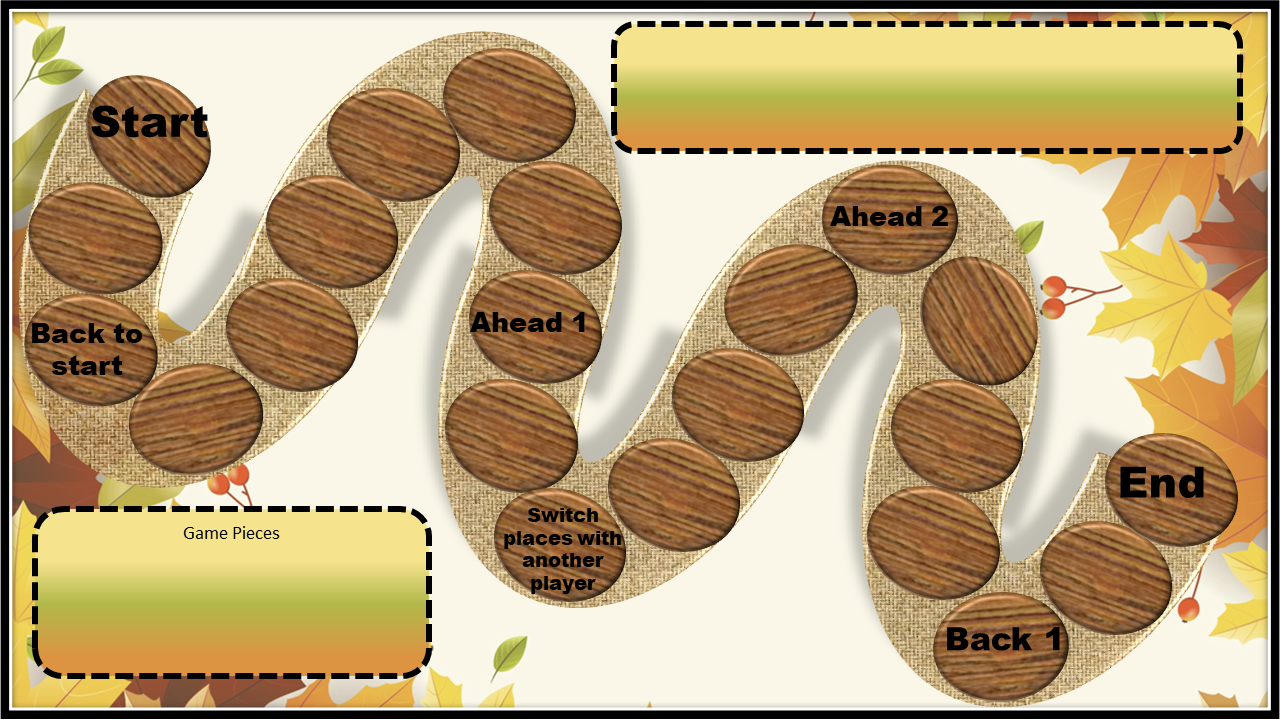 Start
Back to
start
Ahead 1
Switch
places with
another
player
Ahead 2
Back 1
End
Game Pieces